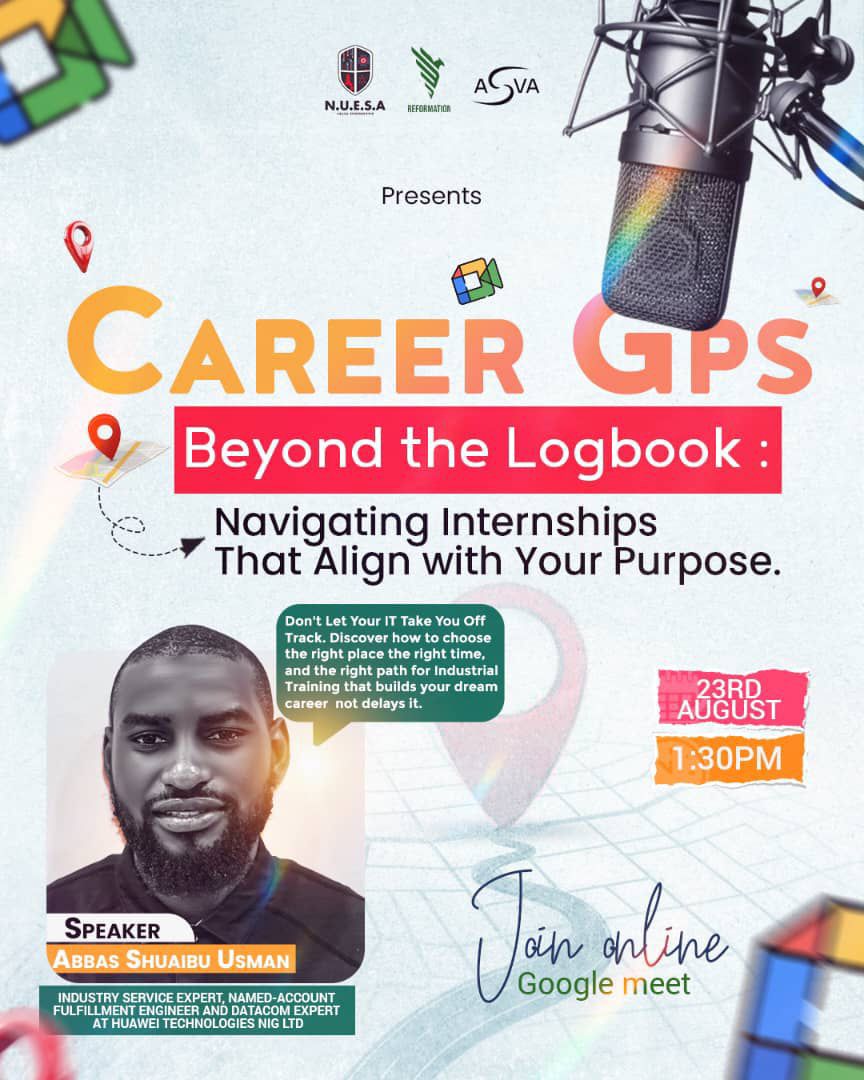 N.U.E.S.A
REFORMATION
ASVA
Presents
CAREER GPS
Beyond the Logbook :
Navigating Internships
That Align with Your Purpose.
Don't Let Your IT Take You Off
Track. Discover how to choose
the right place the right time,
and the right path for Industrial
Training that builds your dream
career not delays it.
23RD
AUGUST
1:30PM
SPEAKER
ABBAS SHUAIBU USMAN
INDUSTRY SERVICE EXPERT, NAMED-ACCOUNT
FULFILLMENT ENGINEER AND DATACOM EXPERT
AT HUAWEI TECHNOLOGIES NIG LTD
Join online
Google meet